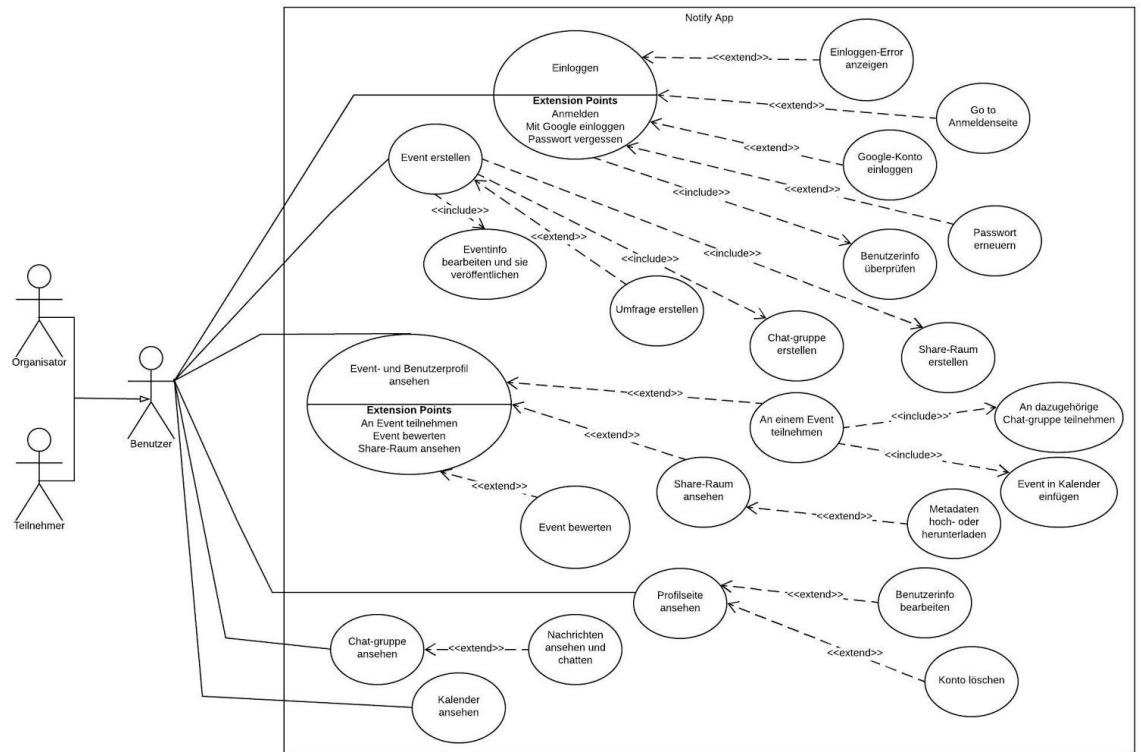 Notify App
Einloggen
Extension Points
Anmelden
Mit Google einloggen
Passwort vergessen
<<extend>>
Einloggen-Error
anzeigen
<<extend>>
Go to
Anmeldenseite
<<extend>>
Google-Konto
einloggen
<<extend>>
Passwort
erneuern
<<include>>
Benutzerinfo
überprüfen
Event erstellen
<<include>>
Eventinfo
bearbeiten und sie
veröffentlichen
<<extend>>
Umfrage erstellen
<<include>>
Chat-gruppe
erstellen
<<include>>
Share-Raum
erstellen
Organisator
Benutzer
Teilnehmer
Event- und Benutzerprofil
ansehen
Extension Points
An Event teilnehmen
Event bewerten
Share-Raum ansehen
<<extend>>
An einem Event
teilnehmen
<<include>>
An dazugehörige
Chat-gruppe teilnehmen
<<include>>
Event in Kalender
einfügen
<<extend>>
Share-Raum
ansehen
<<extend>>
Metadaten
hoch- oder
herunterladen
<<extend>>
Event bewerten
Profilseite
ansehen
<<extend>>
Benutzerinfo
bearbeiten
<<extend>>
Konto löschen
Chat-gruppe
ansehen
<<extend>>
Nachrichten
ansehen und
chatten
Kalender
ansehen